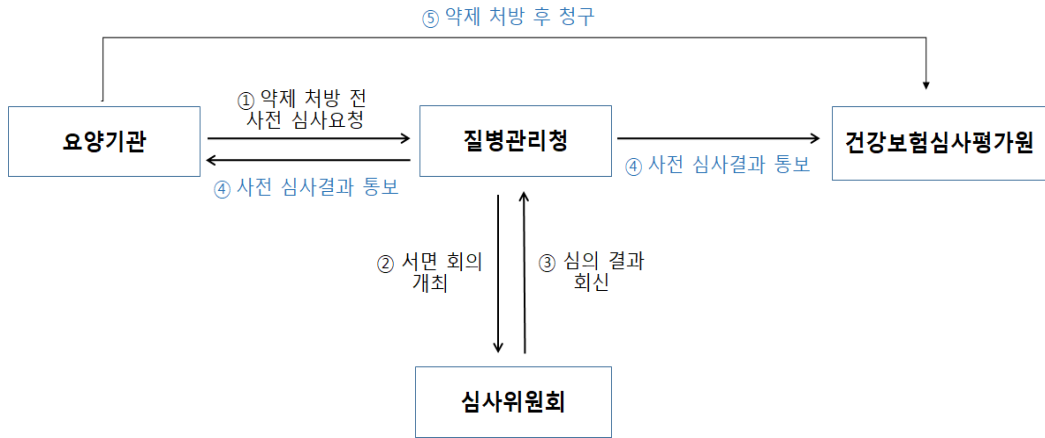 ⑤ 약제 처방 후 청구
① 약제 처방 전
사전 심사요청
요양기관
질병관리청
건강보험심사평가원
④ 사전 심사결과 통보
④ 사전 심사결과 통보
② 서면 회의
개최
③ 심의 결과
회신
심사위원회